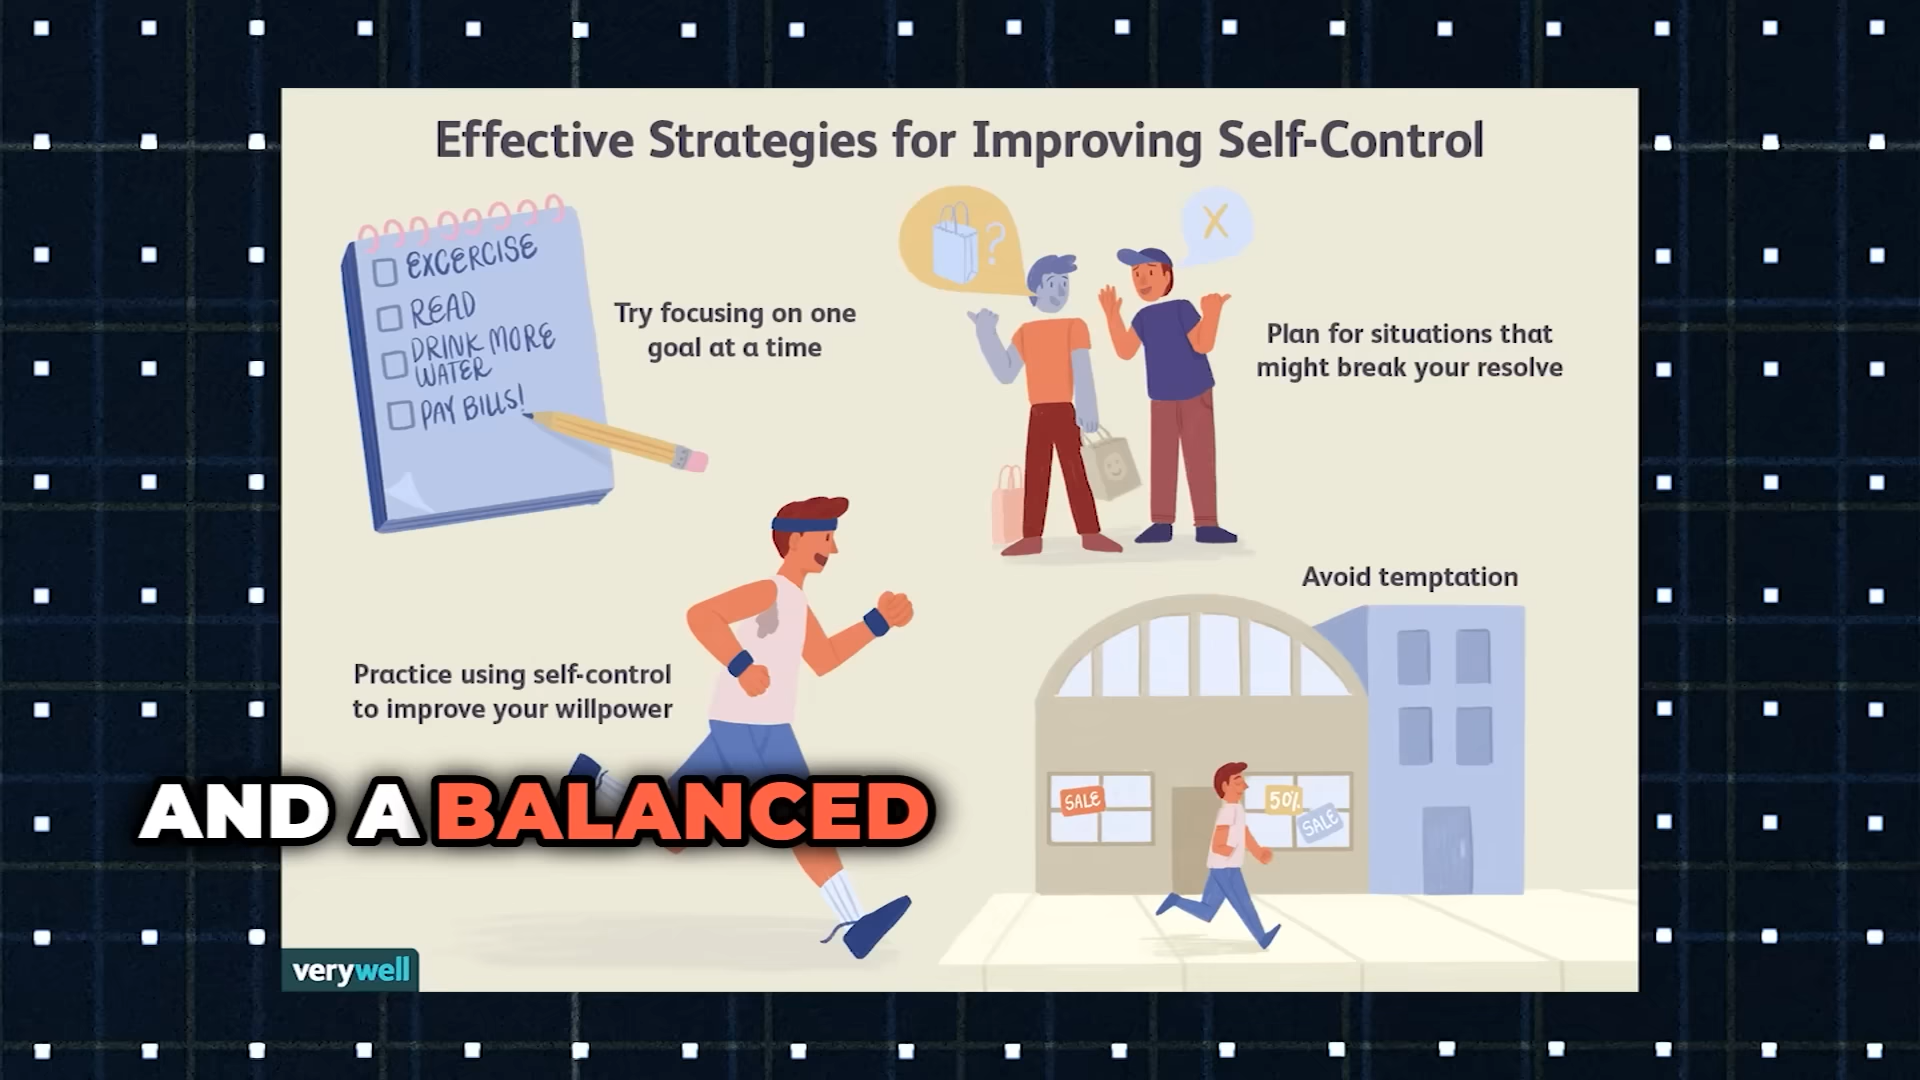 Effective Strategies for Improving Self-Control
EXCERCISE
READ
DRINK MORE
WATER
PAY BILLS!
Try focusing on one
goal at a time
?
X
Plan for situations that
might break your resolve
Practice using self-control
to improve your willpower
Avoid temptation
SALE
50%
SALE
AND A BALANCED
verywell